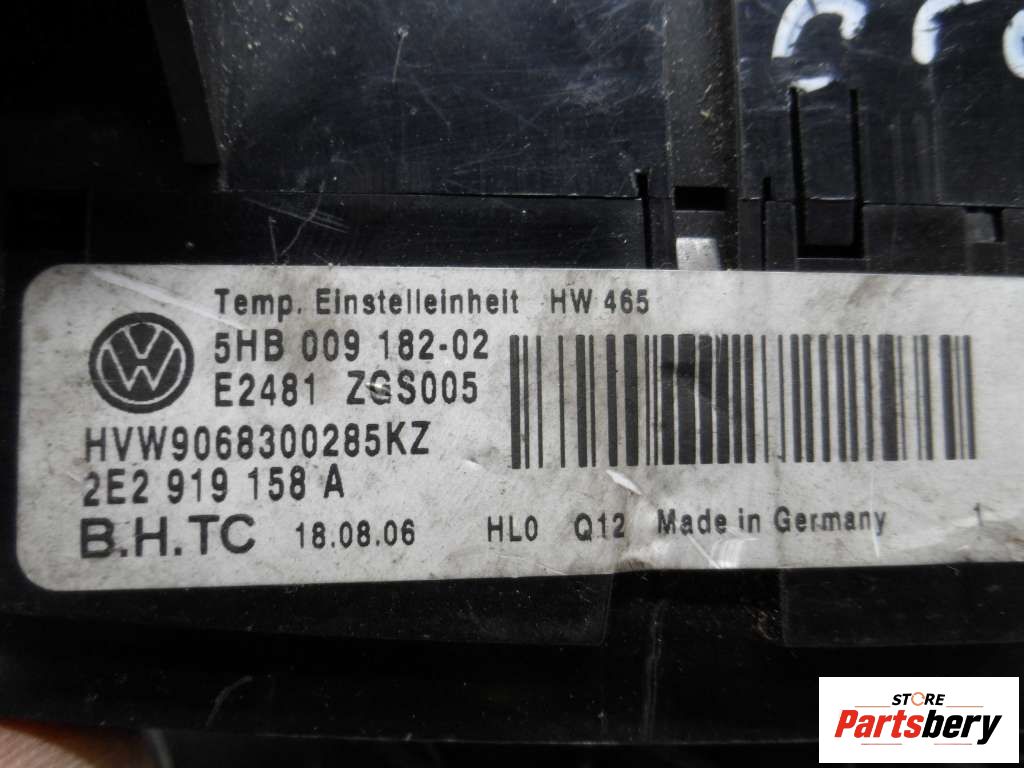 Temp. Einstelleinheit HW 465
5HB 009 182-02
E2481 ZGS005
HVW9068300285KZ
2E2 919 158 A
B.H.TC 18.08.06 HL0 Q12 Made in Germany 1
STORE
Partsbery